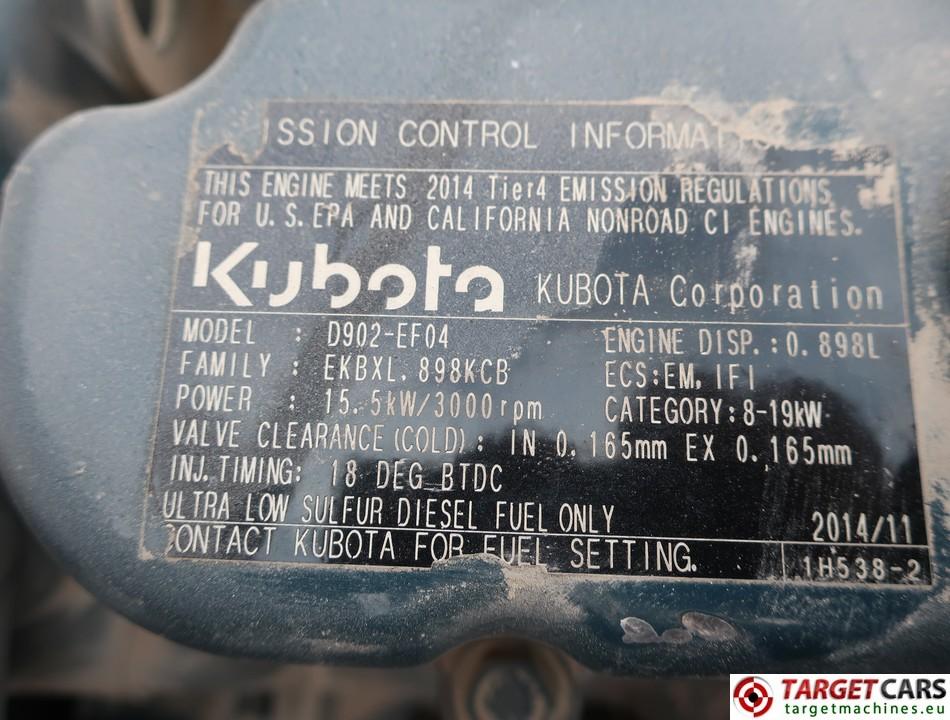 SSION CONTROL INFORMAT
THIS ENGINE MEETS 2014 Tier4 EMISSION REGULATIONS
FOR U.S.EPA AND CALIFORNIA NONROAD CI ENGINES.
Kubota KUBOTA Corporation
MODEL : D902-EF04 ENGINE DISP.:0.898L
FAMILY : EKBXL.898KCB ECS:EM,IFI
POWER : 15.5kW/3000rpm CATEGORY:8-19kW
VALVE CLEARANCE(COLD): IN 0.165mm EX 0.165mm
INJ.TIMING: 18 DEG BTDC
ULTRA LOW SULFUR DIESEL FUEL ONLY 2014/11
CONTACT KUBOTA FOR FUEL SETTING. 1H538-2
TARGETCARS
targetmachines.eu